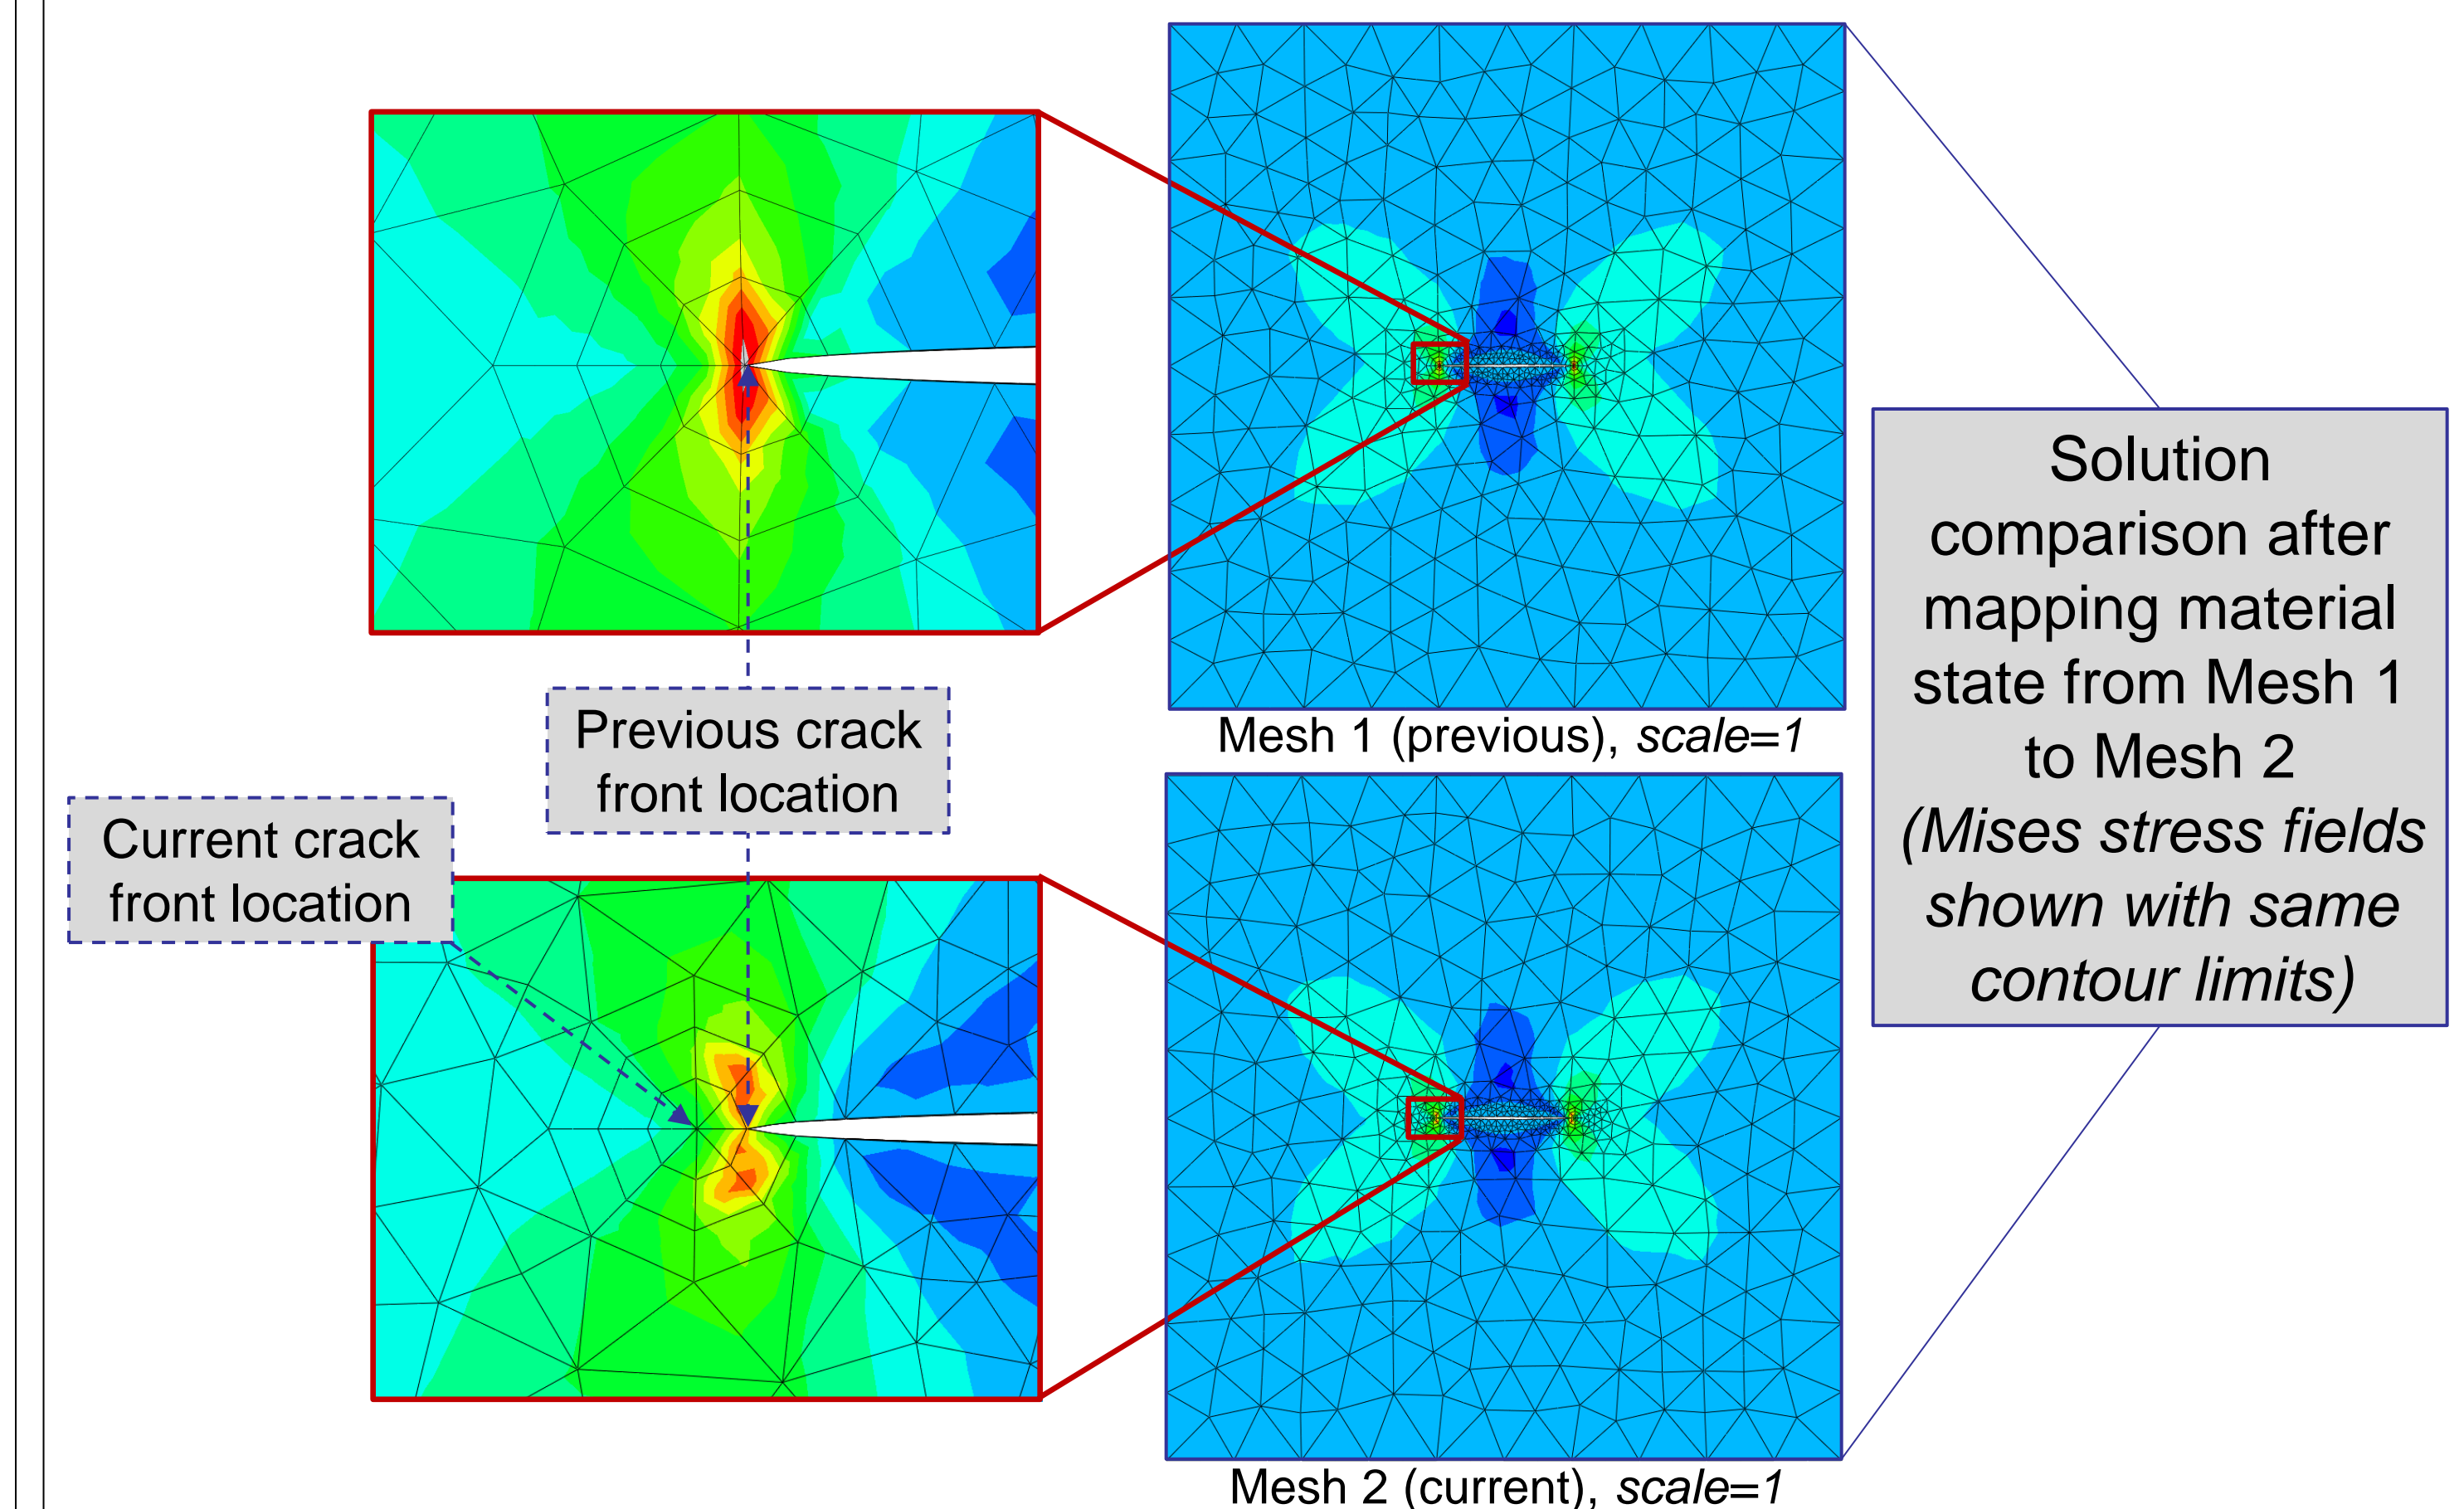 Mesh 1 (previous), scale=1
Previous crack
front location
Current crack
front location
Solution
comparison after
mapping material
state from Mesh 1
to Mesh 2
(Mises stress fields
shown with same
contour limits)
Mesh 2 (current), scale=1